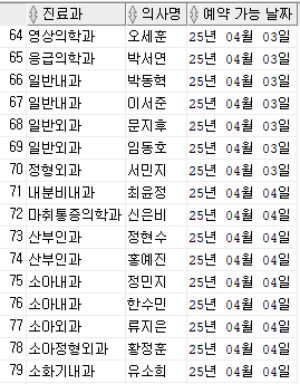 진료과 의사명 예약 가능 날짜
64 영상의학과 오세훈 25년 04월 03일
65 응급의학과 박서연 25년 04월 03일
66 일반내과 박동혁 25년 04월 03일
67 일반내과 이서준 25년 04월 03일
68 일반외과 문지후 25년 04월 03일
69 일반외과 임동호 25년 04월 03일
70 정형외과 서민지 25년 04월 03일
71 내분비내과 최윤정 25년 04월 04일
72 마취통증의학과 신은비 25년 04월 04일
73 산부인과 정현수 25년 04월 04일
74 산부인과 홍예진 25년 04월 04일
75 소아내과 정민지 25년 04월 04일
76 소아내과 한수민 25년 04월 04일
77 소아외과 류지은 25년 04월 04일
78 소아정형외과 황정훈 25년 04월 04일
79 소화기내과 유소희 25년 04월 04일